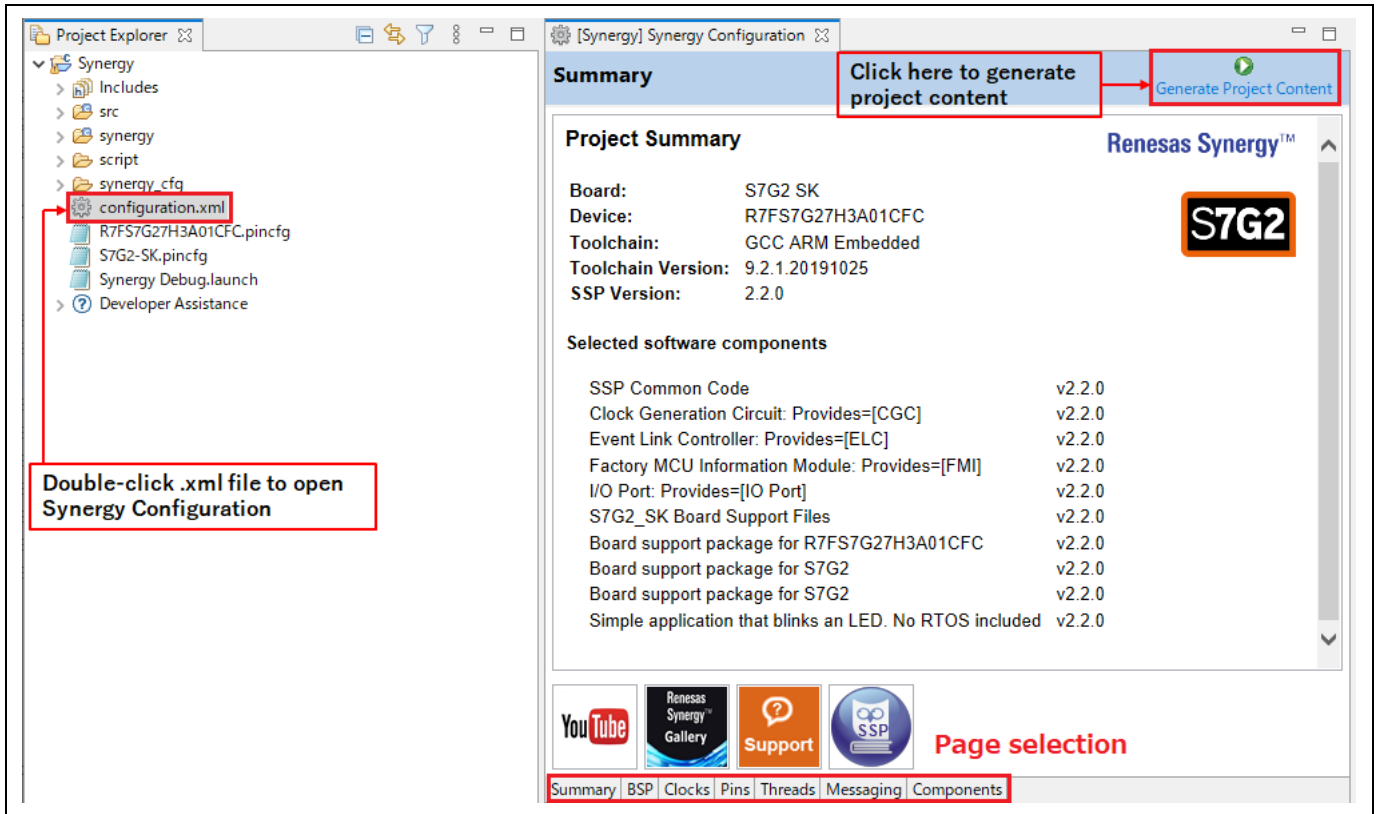 Project Explorer
Synergy
Includes
src
synergy
script
synergy_cfg
configuration.xml
R7FS7G27H3A01CFC.pincfg
S7G2-SK.pincfg
Synergy Debug.launch
Developer Assistance
Double-click .xml file to open
Synergy Configuration
[Synergy] Synergy Configuration
Summary
Click here to generate
project content
Generate Project Content
Project Summary
Renesas Synergy™
Board: S7G2 SK
Device: R7FS7G27H3A01CFC
Toolchain: GCC ARM Embedded
Toolchain Version: 9.2.1.20191025
SSP Version: 2.2.0
S7G2
Selected software components
SSP Common Code v2.2.0
Clock Generation Circuit: Provides=[CGC] v2.2.0
Event Link Controller: Provides=[ELC] v2.2.0
Factory MCU Information Module: Provides=[FMI] v2.2.0
I/O Port: Provides=[IO Port] v2.2.0
S7G2_SK Board Support Files v2.2.0
Board support package for R7FS7G27H3A01CFC v2.2.0
Board support package for S7G2 v2.2.0
Board support package for S7G2 v2.2.0
Simple application that blinks an LED. No RTOS included v2.2.0
YouTube
Renesas
Synergy™
Gallery
?
Support
SSP
Page selection
Summary BSP Clocks Pins Threads Messaging Components